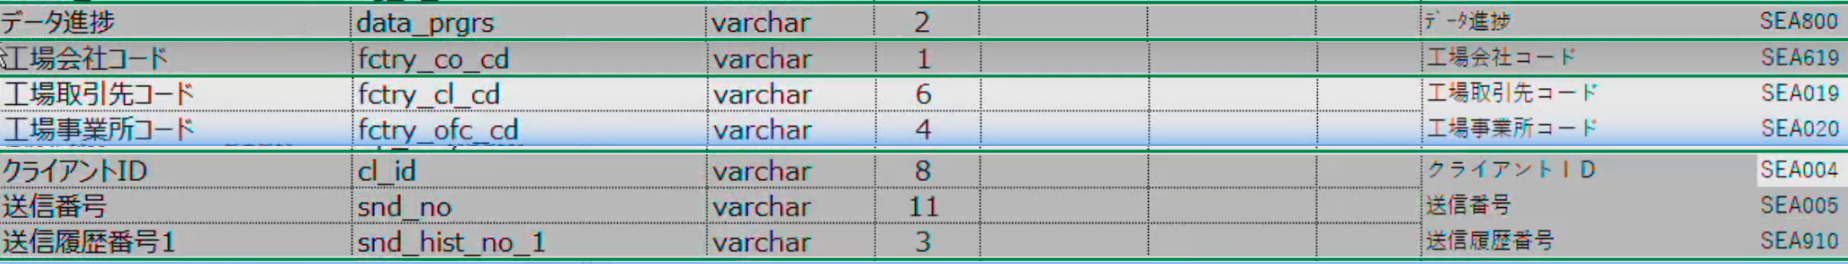 データ進捗 data_prgrs varchar 2 ﾃﾞｰﾀ進捗 SEA800
工場会社コード fctry_co_cd varchar 1 工場会社コード SEA619
工場取引先コード fctry_cl_cd varchar 6 工場取引先コード SEA019
工場事業所コード fctry_ofc_cd varchar 4 工場事業所コード SEA020
クライアントID cl_id varchar 8 クライアントＩＤ SEA004
送信番号 snd_no varchar 11 送信番号 SEA005
送信履歴番号1 snd_hist_no_1 varchar 3 送信履歴番号 SEA910